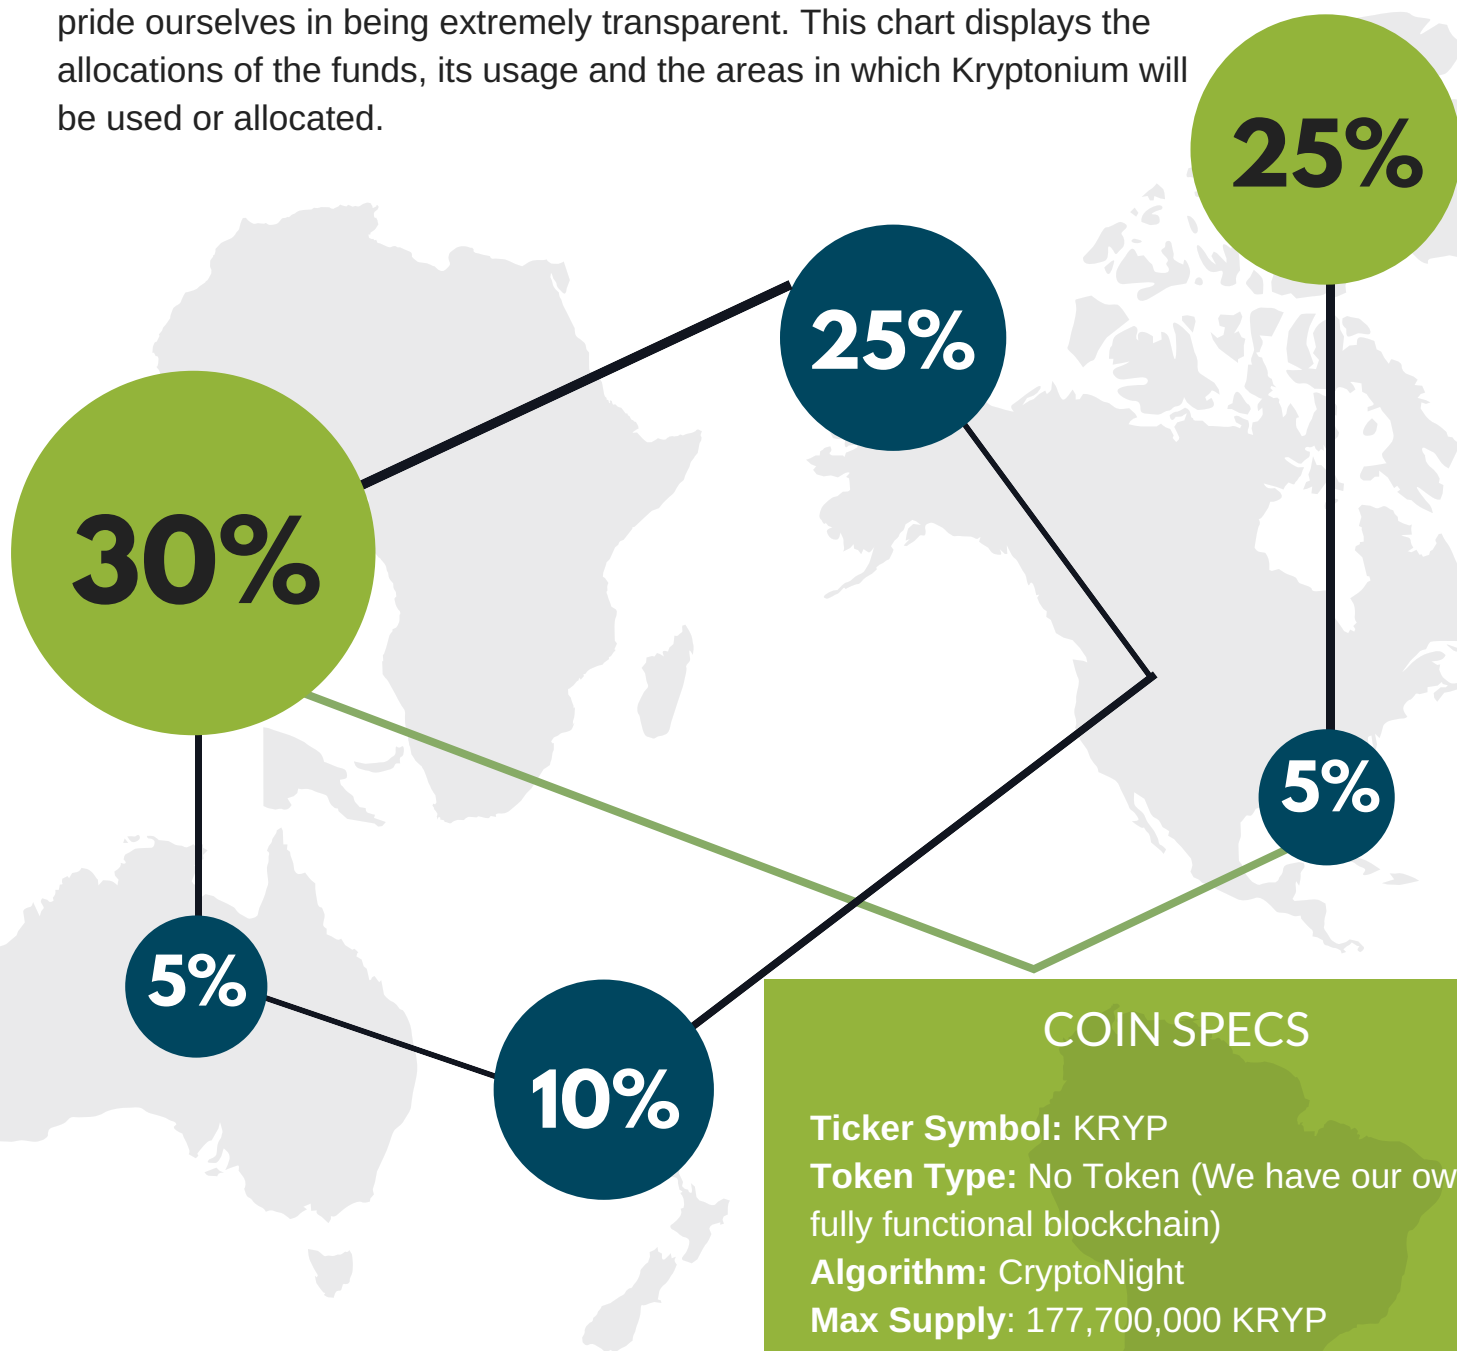 pride ourselves in being extremely transparent. This chart displays the
allocations of the funds, its usage and the areas in which Kryptonium will
be used or allocated.
25%
25%
30%
5%
5%
10%
COIN SPECS
Ticker Symbol: KRYP
Token Type: No Token (We have our ow
fully functional blockchain)
Algorithm: CryptoNight
Max Supply: 177,700,000 KRYP